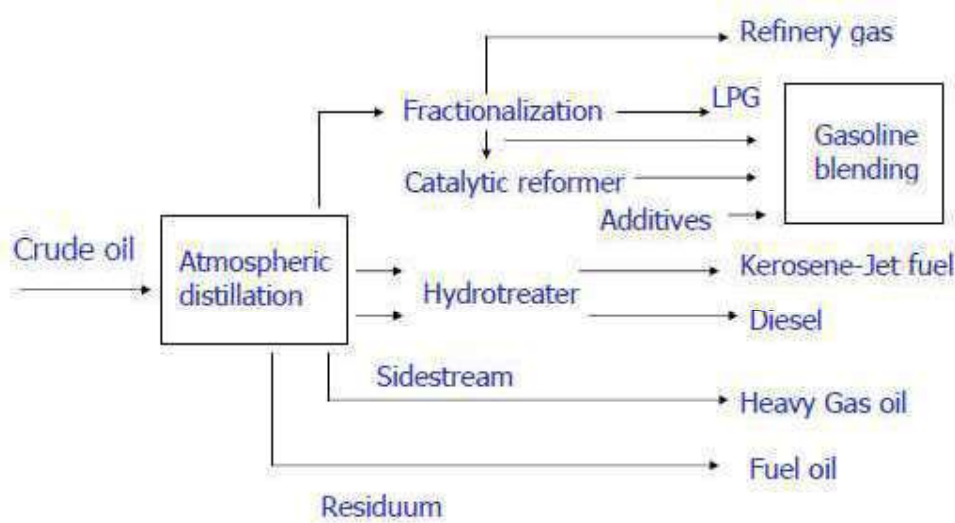 Refinery gas
Fractionalization
LPG
Gasoline
blending
Catalytic reformer
Additives
Crude oil
Atmospheric
distillation
Hydrotreater
Kerosene-Jet fuel
Diesel
Sidestream
Heavy Gas oil
Fuel oil
Residuum